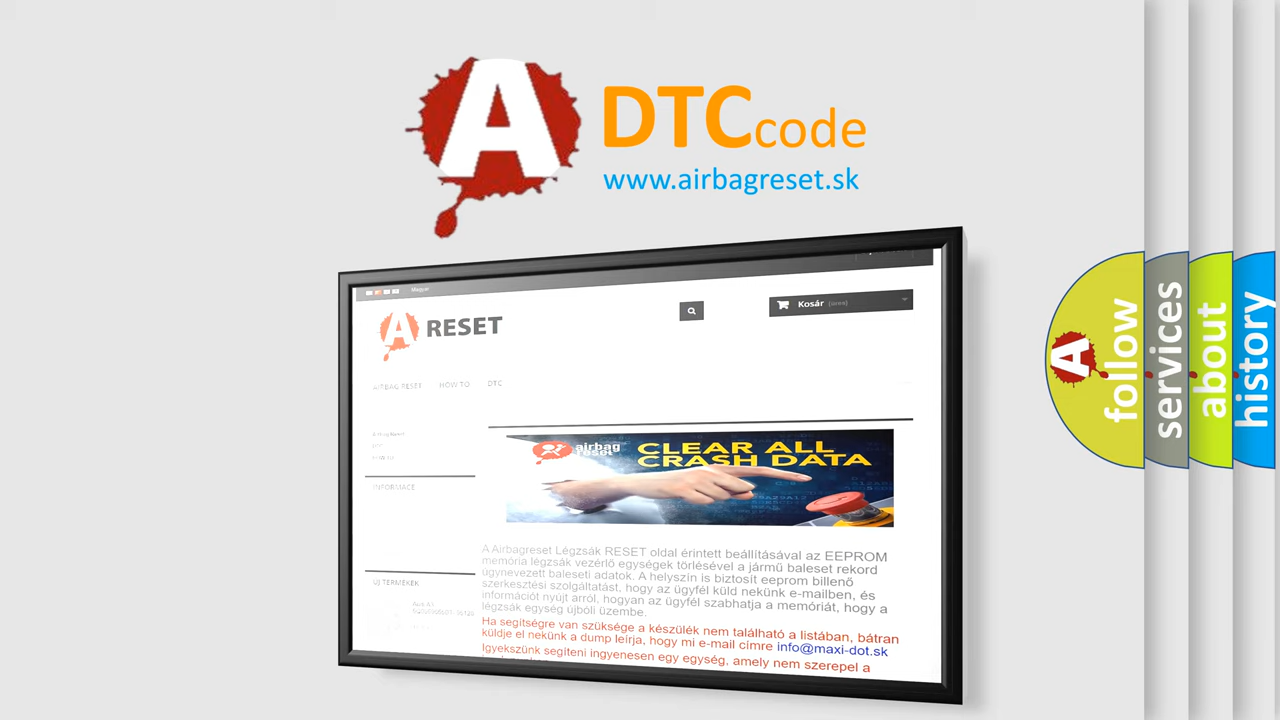 A
DTCcode
www.airbagreset.sk
Magyar
A RESET
Kosár (üres)
AIRBAG RESET HOW TO DTC
INFORMACE
airbag
reset
CLEAR ALL
CRASH DATA
A Airbagreset Légzsák RESET oldal érintett beállításával az EEPROM
memória légzsák vezérlő egységek törlésével a jármű baleset rekord
úgynevezett baleseti adatok. A helyszín is biztosít eeprom billenő
szerkesztési szolgáltatást, hogy az ügyfél küld nekünk e-mailben, és
információt nyújt arról, hogyan az ügyfél szabhatja a memóriát, hogy a
légzsák egység újbóli üzembe.
Ha segítségre van szüksége a készülék nem található a listában, bátran
küldje el nekünk a dump leírja, hogy mi e-mail címre info@maxi-dot.sk
Igyekszünk segíteni ingyenesen egy egység, amely nem szerepel a
ÚJ TERMÉKEK
A
follow
services
about
history